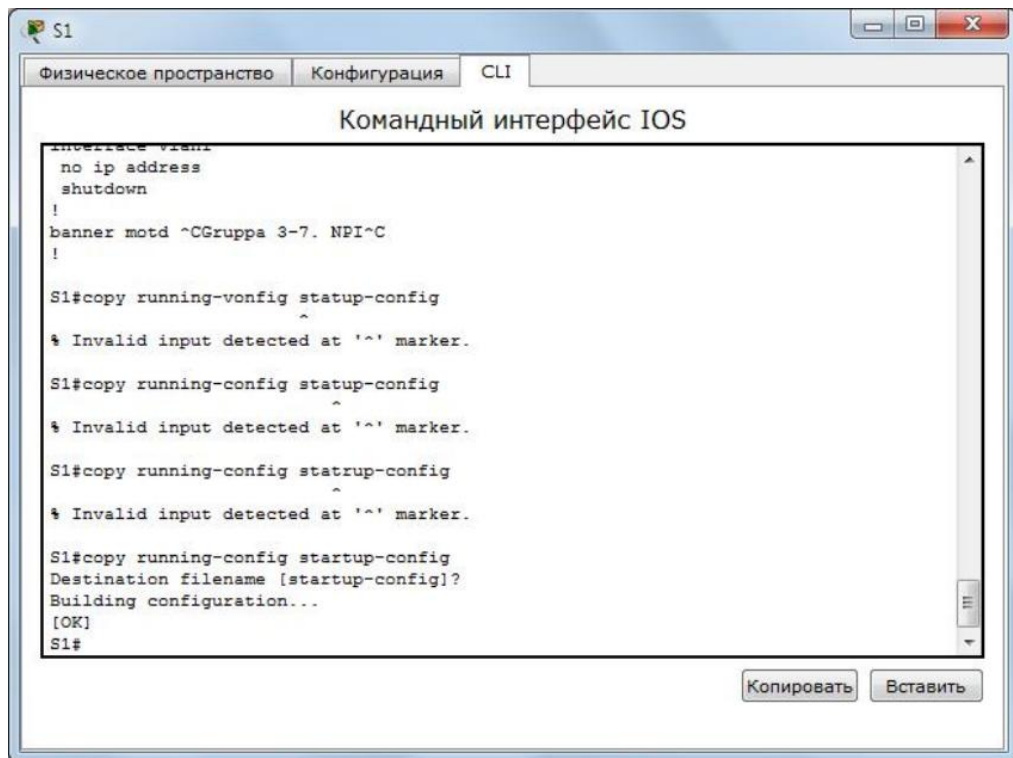 S1
Физическое пространство Конфигурация CLI
Командный интерфейс IOS
interface Vlan1
no ip address
shutdown
!
banner motd ^CGruppa 3-7. NPI^C
!
S1#copy running-vonfig statup-config
^
% Invalid input detected at '^' marker.
S1#copy running-config statup-config
^
% Invalid input detected at '^' marker.
S1#copy running-config statrup-config
^
% Invalid input detected at '^' marker.
S1#copy running-config startup-config
Destination filename [startup-config]?
Building configuration...
[OK]
S1#
Копировать Вставить